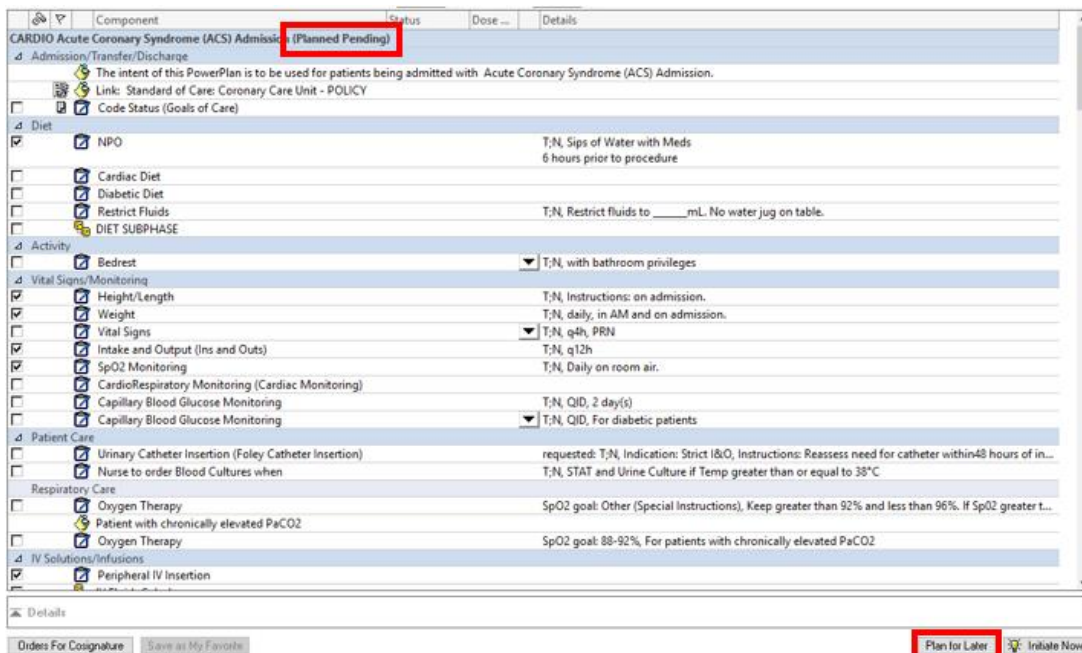 Component Status Dose ... Details
CARDIO Acute Coronary Syndrome (ACS) Admission (Planned Pending)
Admission/Transfer/Discharge
The intent of this PowerPlan is to be used for patients being admitted with Acute Coronary Syndrome (ACS) Admission.
Link: Standard of Care: Coronary Care Unit - POLICY
Code Status (Goals of Care)
Diet
NPO T;N, Sips of Water with Meds
6 hours prior to procedure
Cardiac Diet
Diabetic Diet
Restrict Fluids T;N, Restrict fluids to ______mL. No water jug on table.
DIET SUBPHASE
Activity
Bedrest T;N, with bathroom privileges
Vital Signs/Monitoring
Height/Length T;N, Instructions: on admission.
Weight T;N, daily, in AM and on admission.
Vital Signs T;N, q4h, PRN
Intake and Output (Ins and Outs) T;N, q12h
SpO2 Monitoring T;N, Daily on room air.
CardioRespiratory Monitoring (Cardiac Monitoring)
Capillary Blood Glucose Monitoring T;N, QID, 2 day(s)
Capillary Blood Glucose Monitoring T;N, QID, For diabetic patients
Patient Care
Urinary Catheter Insertion (Foley Catheter Insertion) requested: T;N, Indication: Strict I&O, Instructions: Reassess need for catheter within48 hours of in...
Nurse to order Blood Cultures when T;N, STAT and Urine Culture if Temp greater than or equal to 38°C
Respiratory Care
Oxygen Therapy SpO2 goal: Other (Special Instructions), Keep greater than 92% and less than 96%. If Sp02 greater t...
Patient with chronically elevated PaCO2
Oxygen Therapy SpO2 goal: 88-92%, For patients with chronically elevated PaCO2
IV Solutions/Infusions
Peripheral IV Insertion
Details
Orders For Cosignature Save as My Favorite Plan for Later Initiate Now